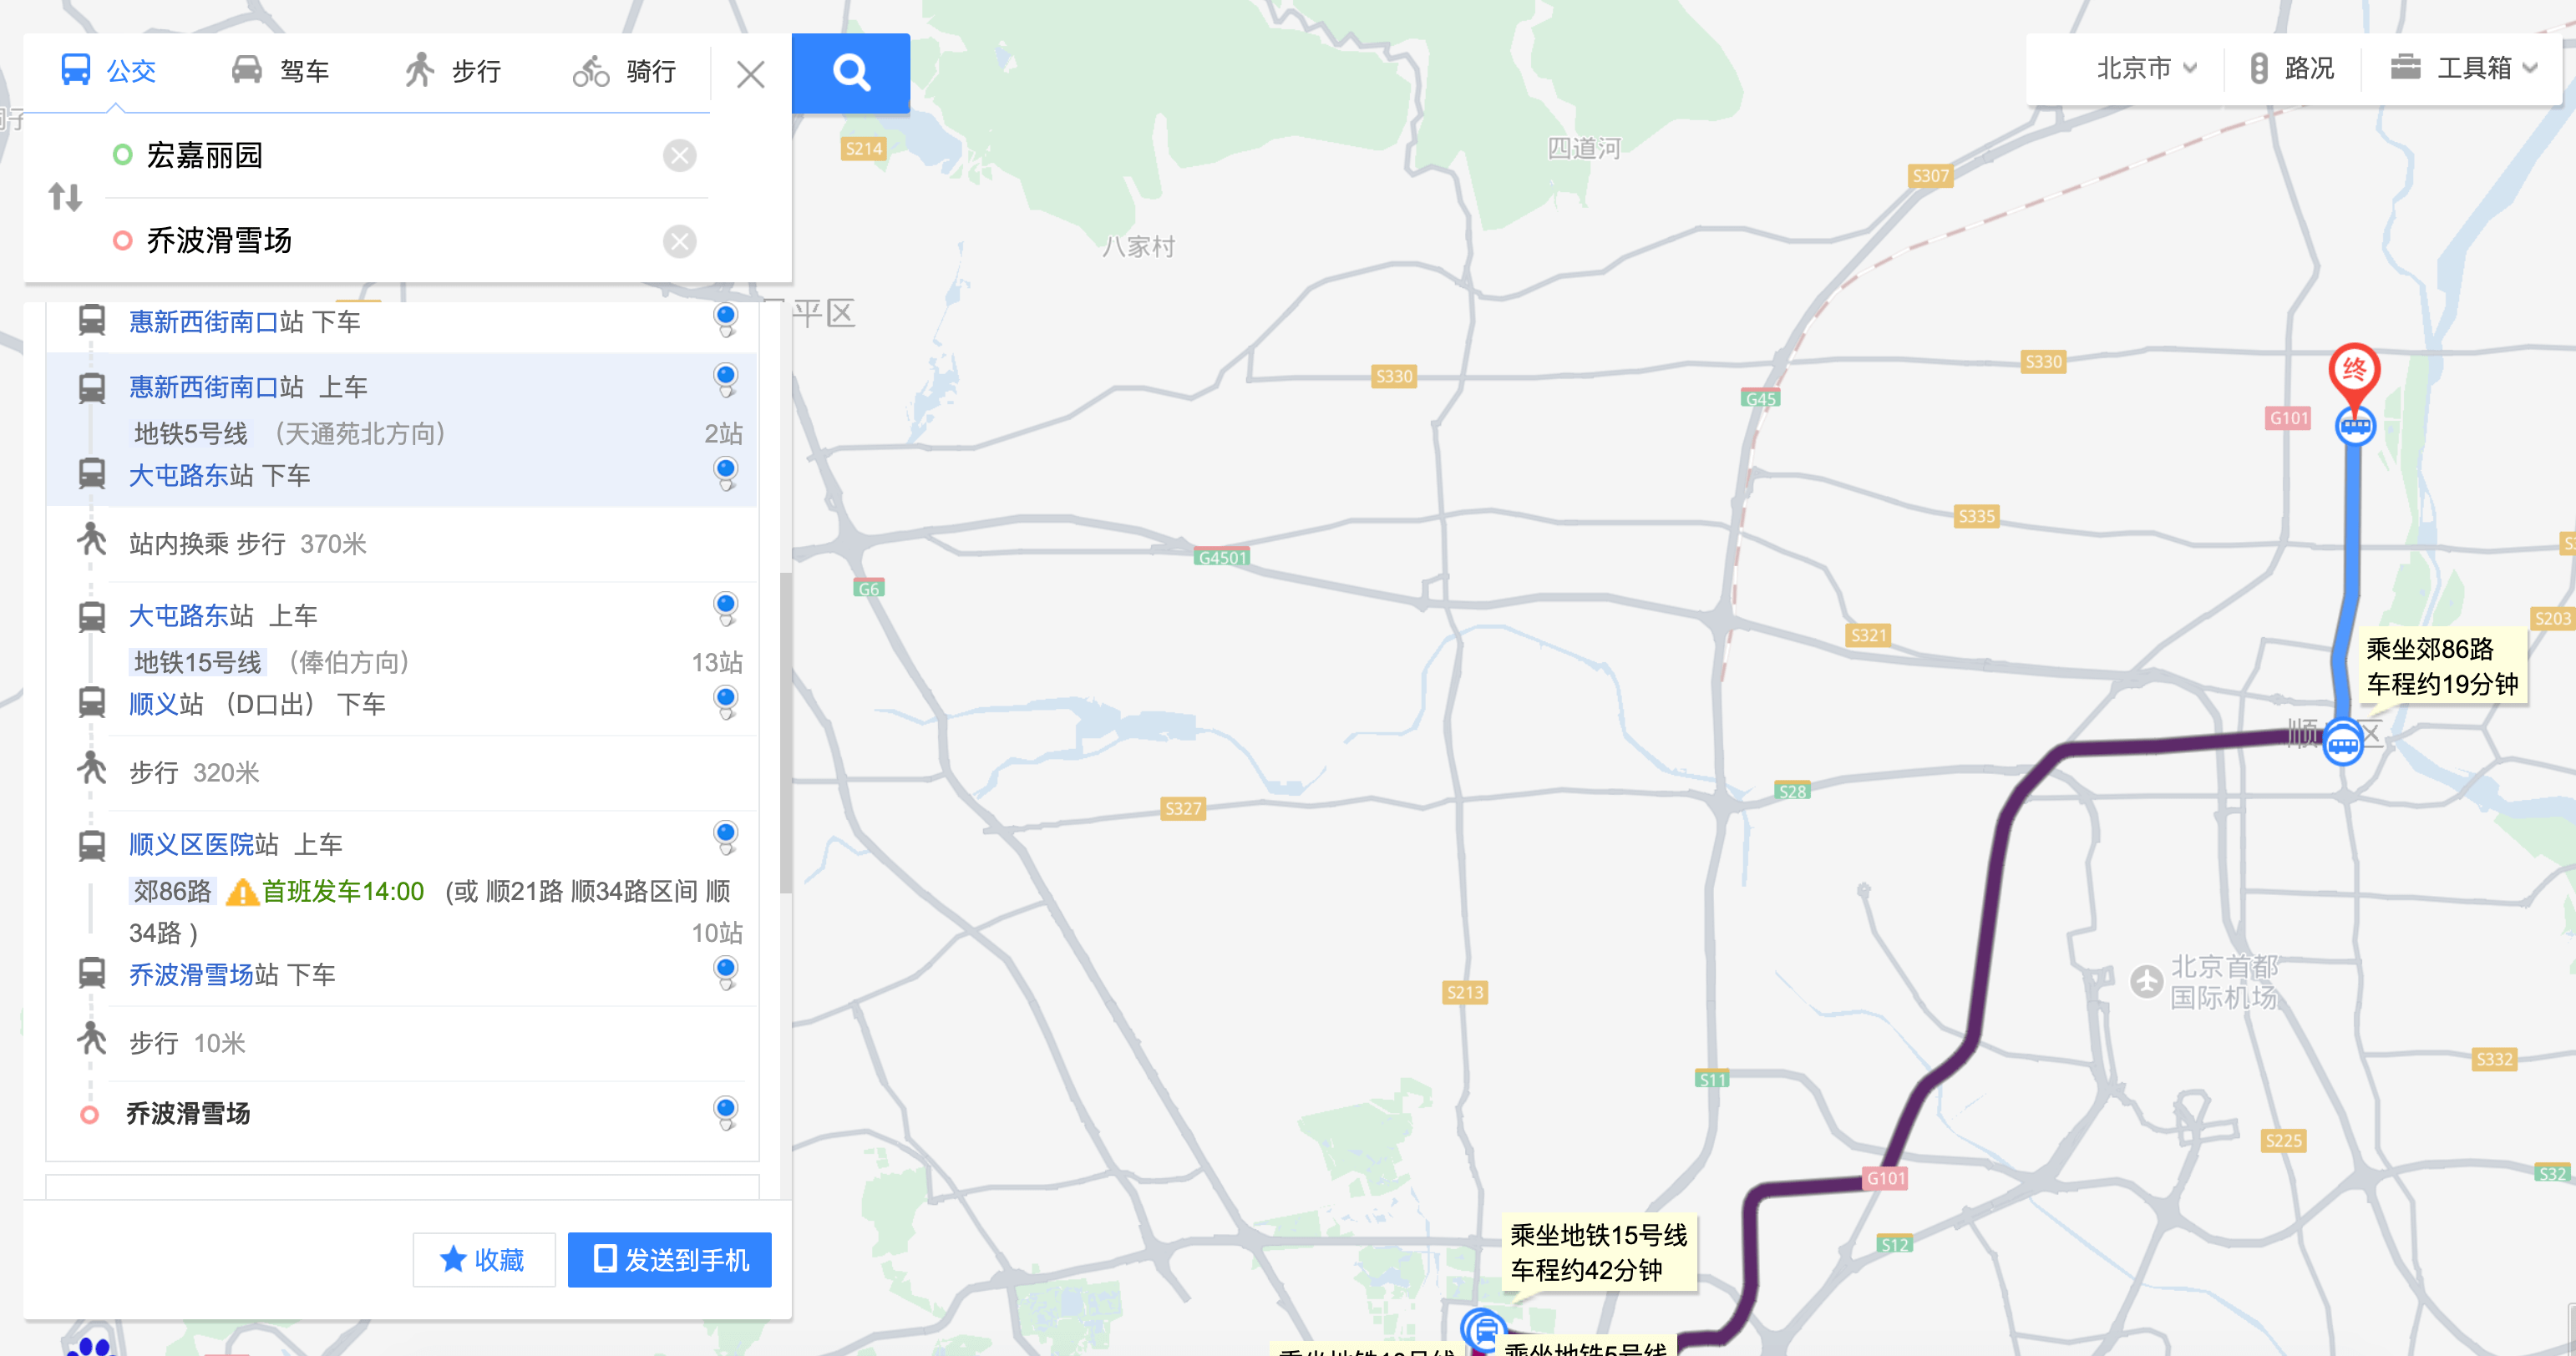 公交
驾车
步行
骑行
北京市
路况
工具箱
宏嘉丽园
乔波滑雪场
惠新西街南口站 下车
惠新西街南口站 上车
地铁5号线 （天通苑北方向）
2站
大屯路东站 下车
站内换乘 步行 370米
大屯路东站 上车
地铁15号线 （俸伯方向）
13站
顺义站 （D口出） 下车
步行 320米
顺义区医院站 上车
郊86路 首班发车14:00 (或 顺21路 顺34路区间 顺
34路 )
10站
乔波滑雪场站 下车
步行 10米
乔波滑雪场
收藏
发送到手机
S214
四道河
S307
八家村
平区
S330
S330
G45
终
G101
S335
G4501
G6
S203
S321
乘坐郊86路
车程约19分钟
顺
区
S28
S327
北京首都
国际机场
S213
S332
S11
S225
G101
S32
乘坐地铁15号线
车程约42分钟
S12
乘坐地铁5号线